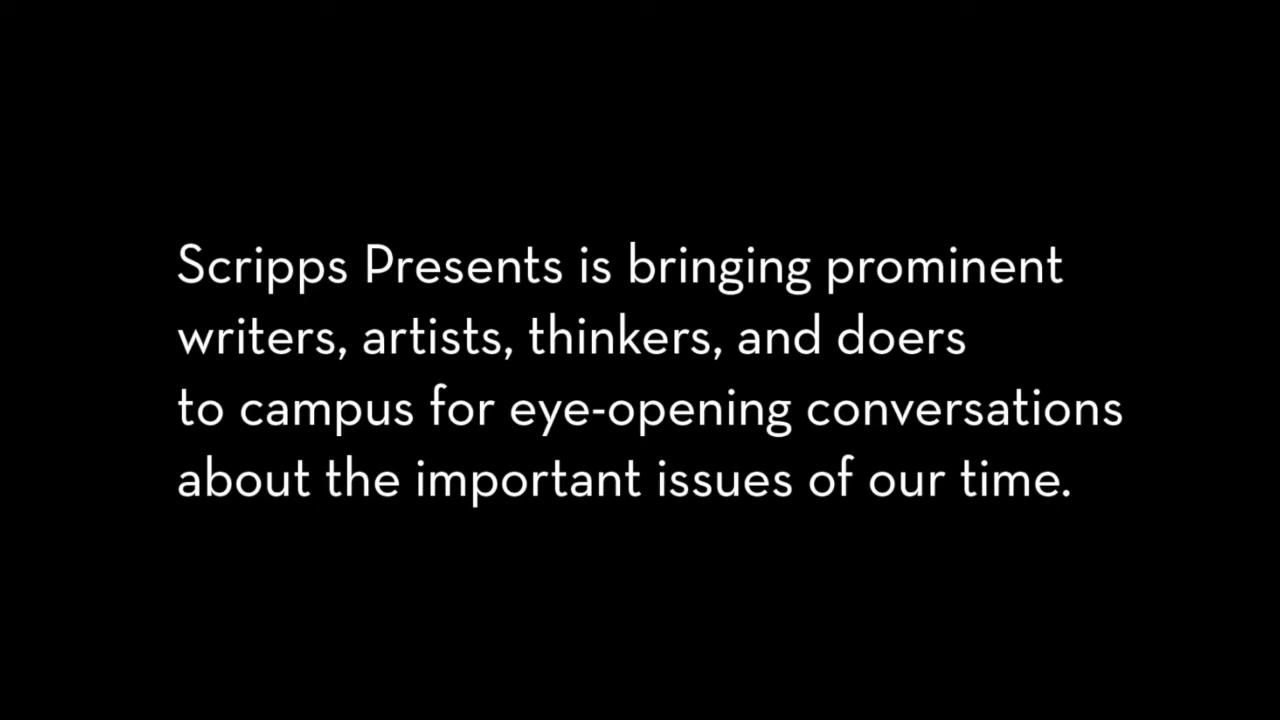 Scripps Presents is bringing prominent
writers, artists, thinkers, and doers
to campus for eye-opening conversations
about the important issues of our time.